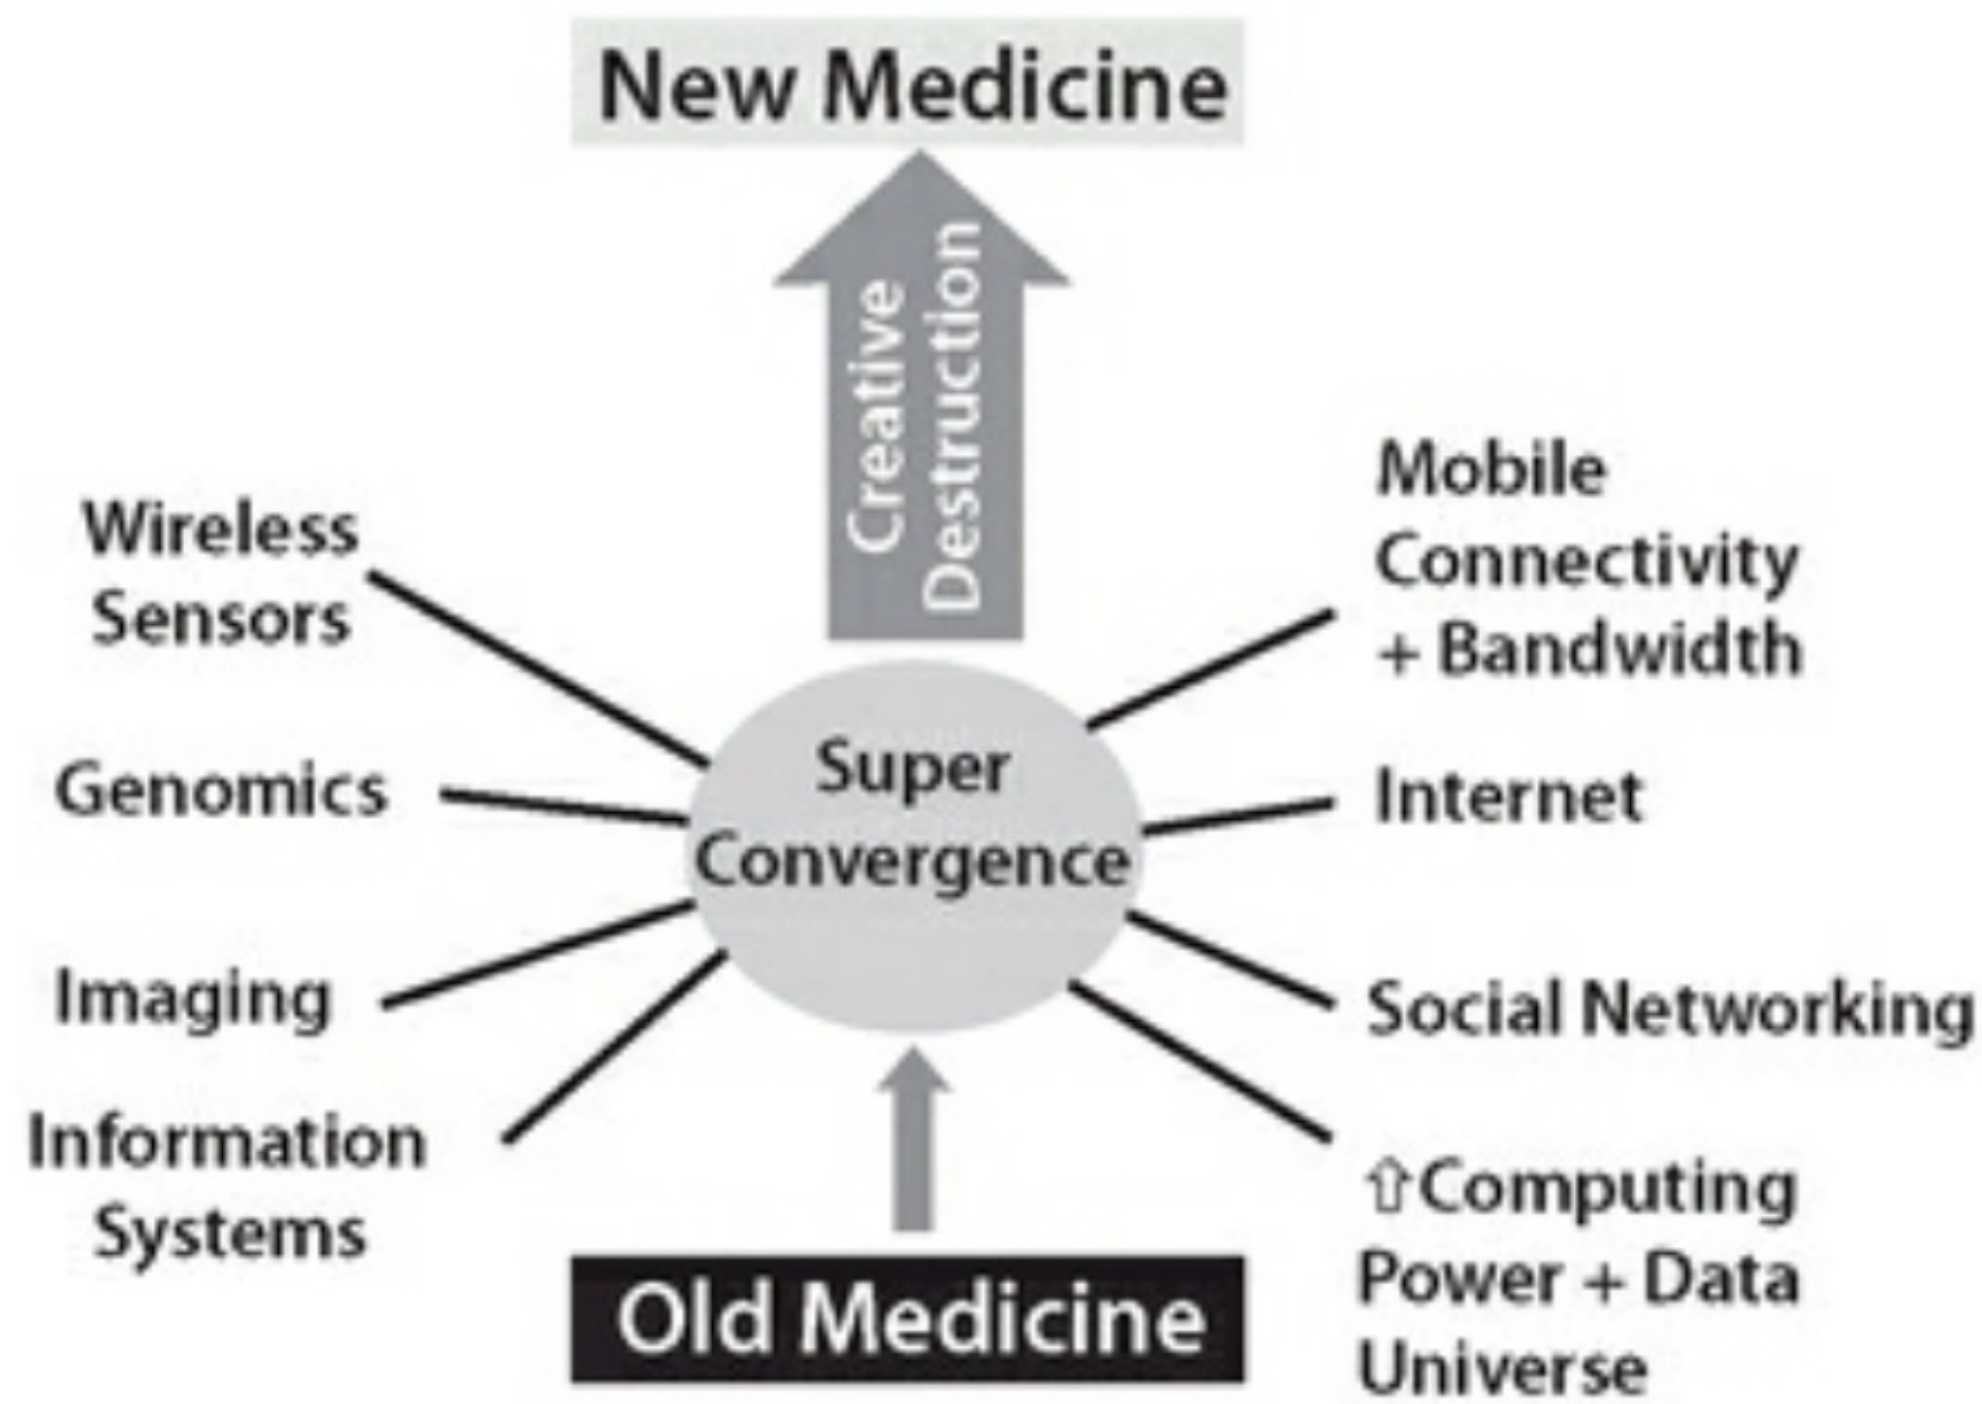 New Medicine
Creative
Destruction
Wireless
Sensors
Genomics
Imaging
Information
Systems
Super
Convergence
Mobile
Connectivity
+ Bandwidth
Internet
Social Networking
⇧Computing
Power + Data
Universe
Old Medicine